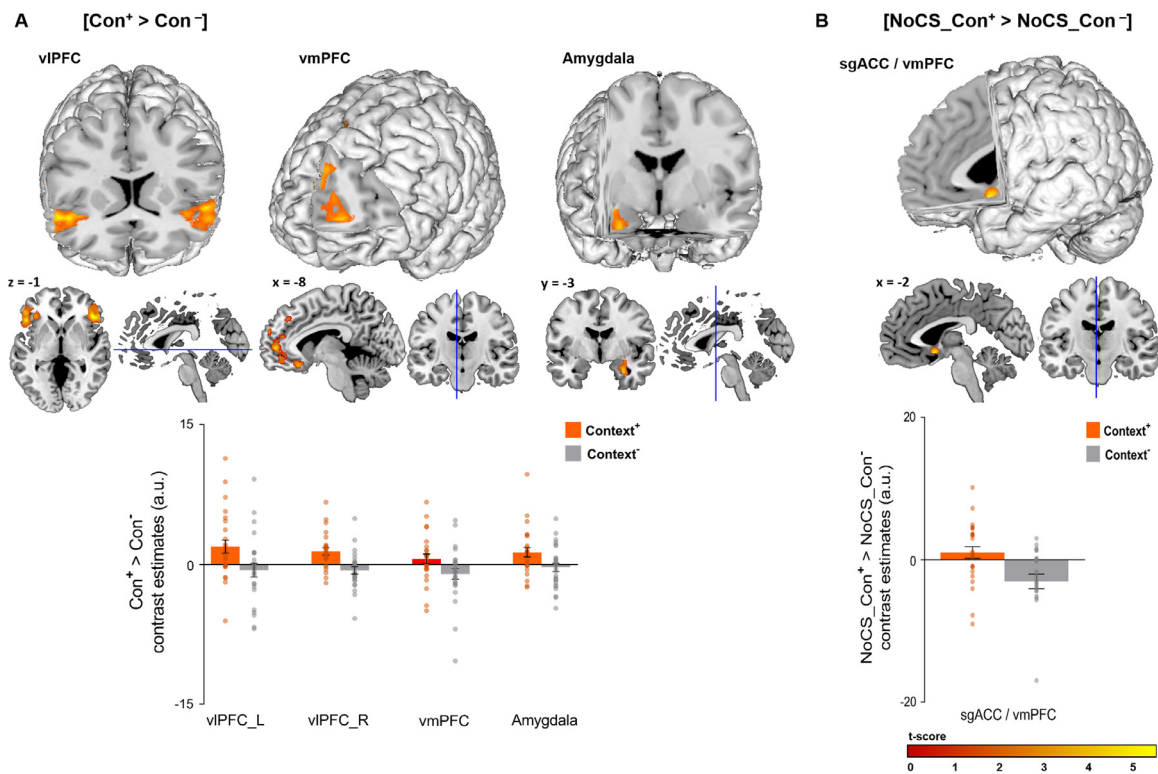 A [Con⁺ > Con⁻]
vlPFC
vmPFC
Amygdala
z = -1
x = -8
y = -3
15
0
-15
Con⁺ > Con⁻
contrast estimates (a.u.)
Context⁺
Context⁻
vlPFC_L
vlPFC_R
vmPFC
Amygdala
B [NoCS_Con⁺ > NoCS_Con⁻]
sgACC / vmPFC
x = -2
20
0
-20
NoCS_Con⁺ > NoCS_Con⁻
contrast estimates (a.u.)
Context⁺
Context⁻
sgACC / vmPFC
t-score
0 1 2 3 4 5